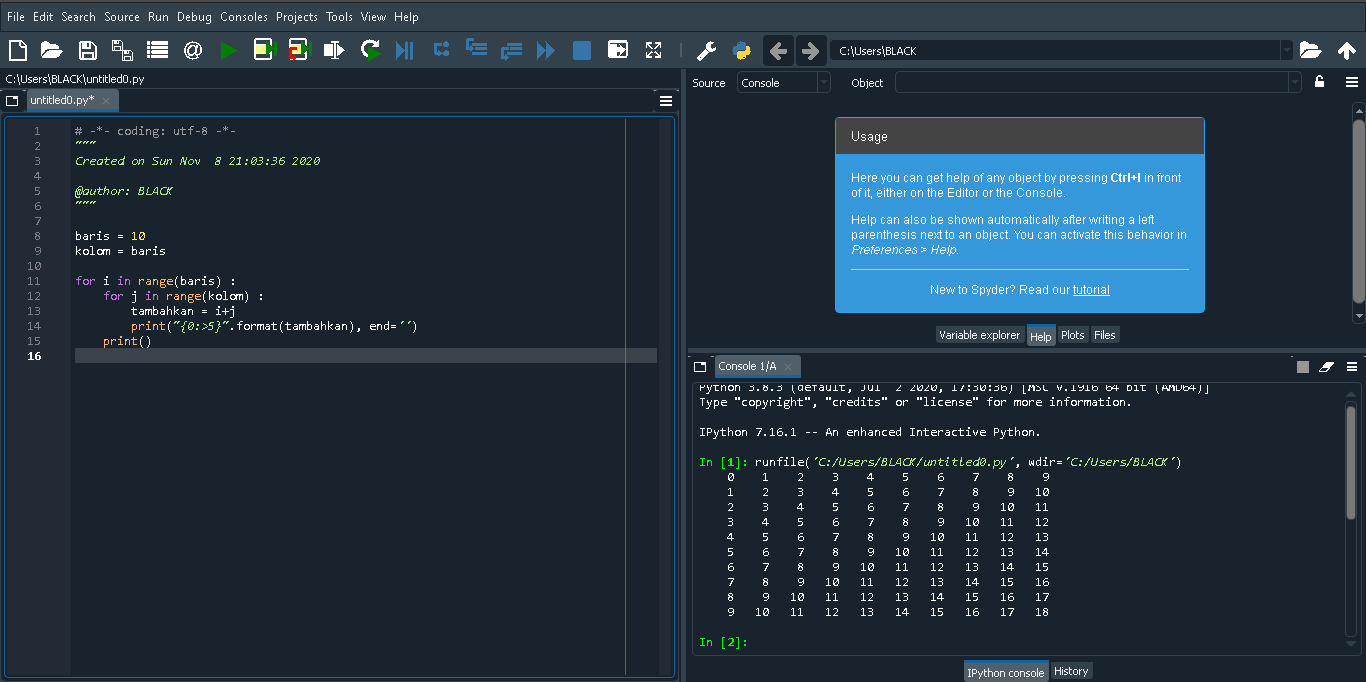 File Edit Search Source Run Debug Consoles Projects Tools View Help
C:\Users\BLACK
C:\Users\BLACK\untitled0.py
untitled0.py*
1 # -*- coding: utf-8 -*-
2 """
3 Created on Sun Nov  8 21:03:36 2020
4
5 @author: BLACK
6 """
7
8 baris = 10
9 kolom = baris
10
11 for i in range(baris) :
12     for j in range(kolom) :
13         tambahkan = i+j
14         print("{0:>5}".format(tambahkan), end='')
15     print()
16
Source Console Object
Usage
Here you can get help of any object by pressing Ctrl+I in front
of it, either on the Editor or the Console.
Help can also be shown automatically after writing a left
parenthesis next to an object. You can activate this behavior in
Preferences > Help.
New to Spyder? Read our tutorial
Variable explorer Help Plots Files
Console 1/A
Python 3.8.3 (default, Jul  2 2020, 17:30:36) [MSC v.1916 64 bit (AMD64)]
Type "copyright", "credits" or "license" for more information.
IPython 7.16.1 -- An enhanced Interactive Python.
In [1]: runfile('C:/Users/BLACK/untitled0.py', wdir='C:/Users/BLACK')
    0    1    2    3    4    5    6    7    8    9
    1    2    3    4    5    6    7    8    9   10
    2    3    4    5    6    7    8    9   10   11
    3    4    5    6    7    8    9   10   11   12
    4    5    6    7    8    9   10   11   12   13
    5    6    7    8    9   10   11   12   13   14
    6    7    8    9   10   11   12   13   14   15
    7    8    9   10   11   12   13   14   15   16
    8    9   10   11   12   13   14   15   16   17
    9   10   11   12   13   14   15   16   17   18
In [2]:
IPython console History